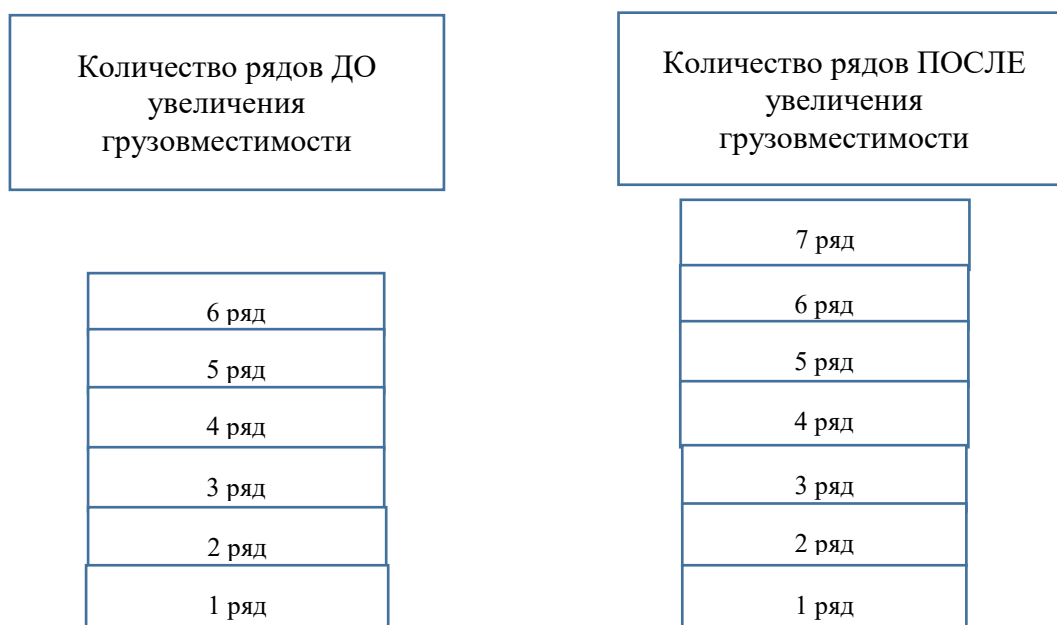 Количество рядов ДО
увеличения
грузовместимости
6 ряд
5 ряд
4 ряд
3 ряд
2 ряд
1 ряд
Количество рядов ПОСЛЕ
увеличения
грузовместимости
7 ряд
6 ряд
5 ряд
4 ряд
3 ряд
2 ряд
1 ряд